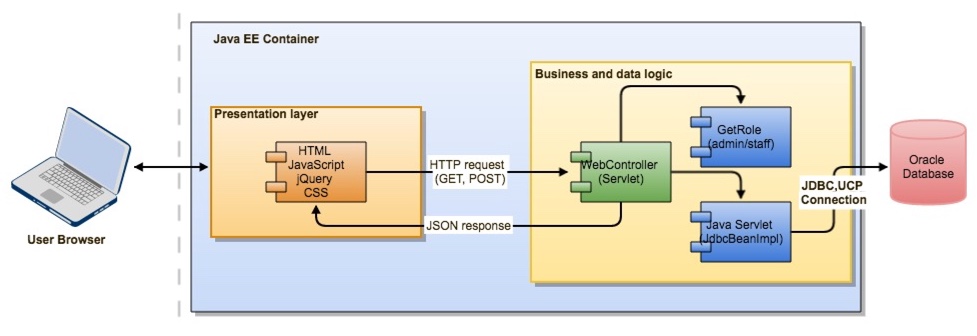 Java EE Container
Business and data logic
Presentation layer
HTML
JavaScript
jQuery
CSS
HTTP request
(GET, POST)
WebController
(Servlet)
GetRole
(admin/staff)
JSON response
Java Servlet
(JdbcBeanImpl)
JDBC,UCP
Connection
Oracle
Database
User Browser